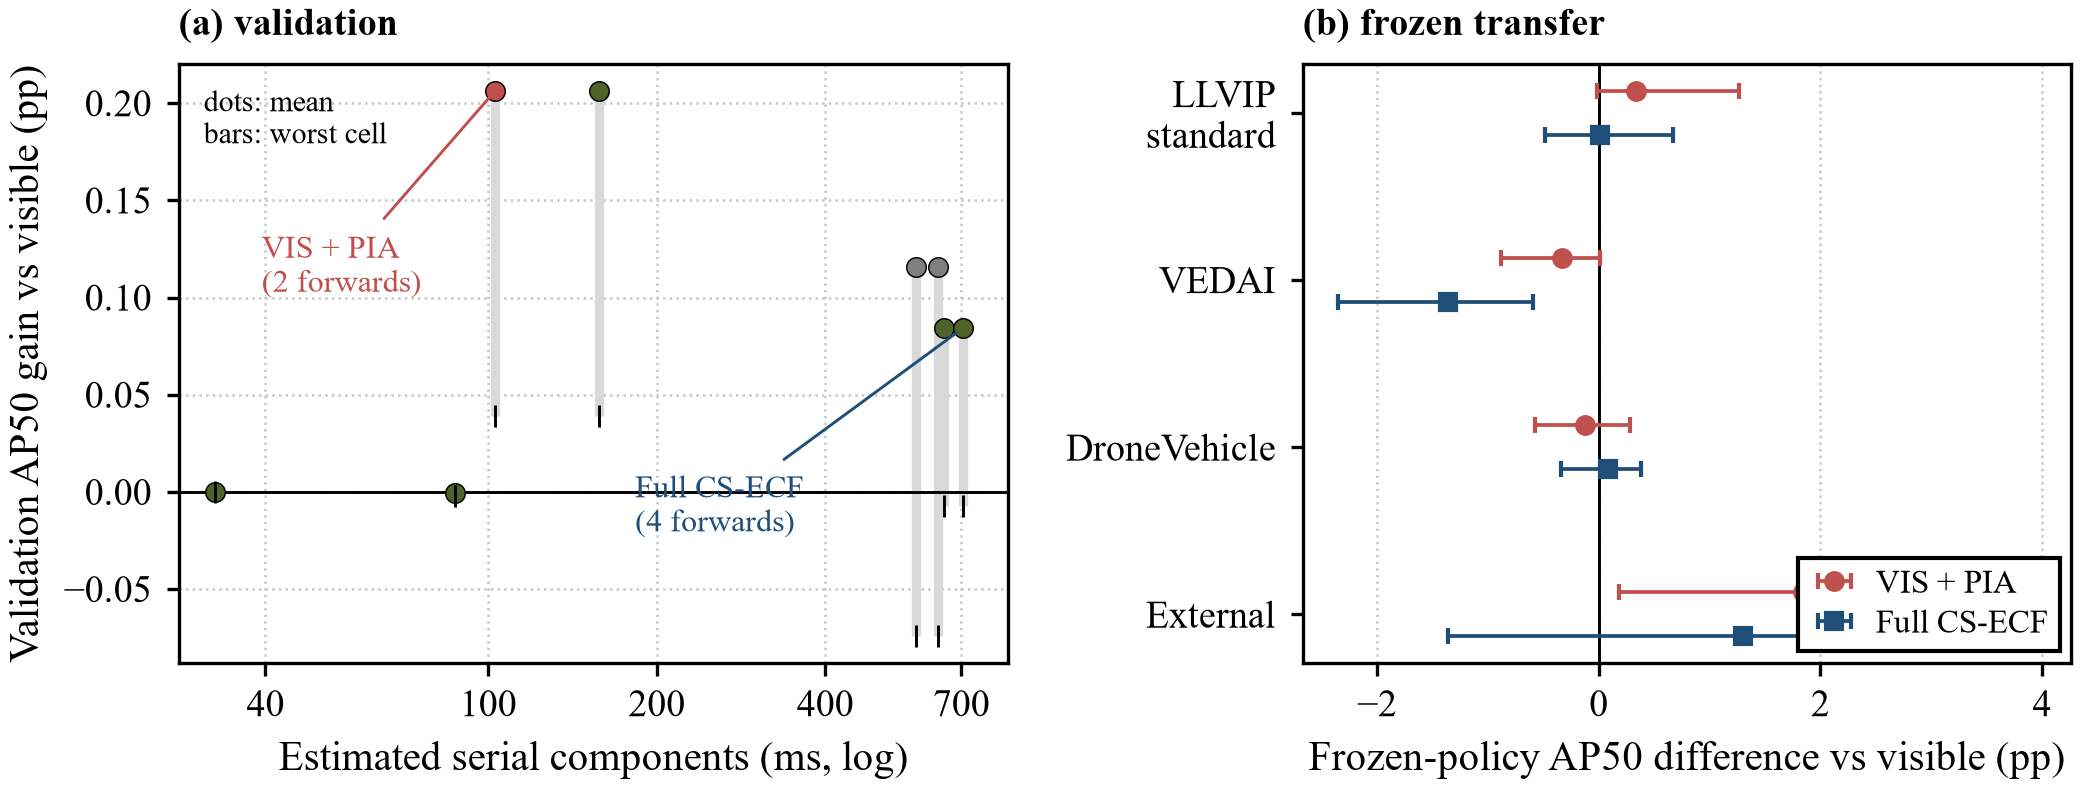 (a) validation
Validation AP50 gain vs visible (pp)
0.20
0.15
0.10
0.05
0.00
−0.05
dots: mean
bars: worst cell
VIS + PIA
(2 forwards)
Full CS-ECF
(4 forwards)
40
100
200
400
700
Estimated serial components (ms, log)
(b) frozen transfer
LLVIP
standard
VEDAI
DroneVehicle
External
VIS + PIA
Full CS-ECF
−2
0
2
4
Frozen-policy AP50 difference vs visible (pp)